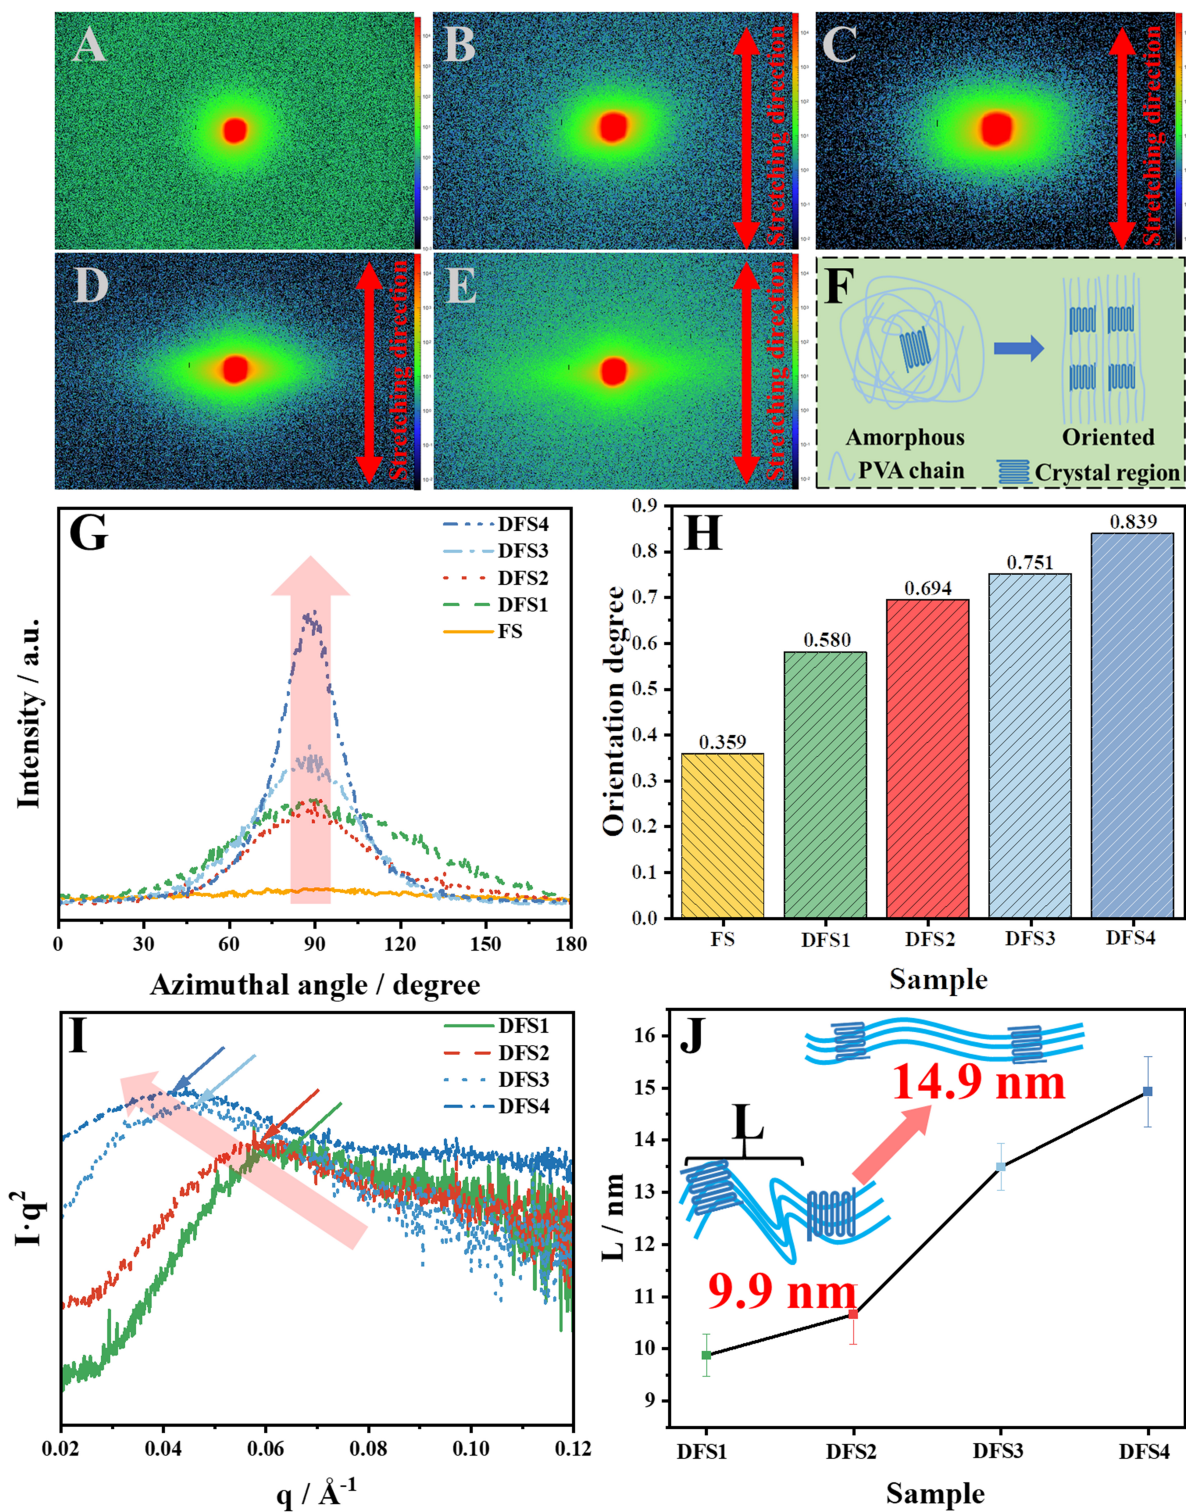 A
B
Stretching direction
C
Stretching direction
D
Stretching direction
E
Stretching direction
F
Amorphous
Oriented
PVA chain
Crystal region
G
DFS4
DFS3
DFS2
DFS1
FS
Intensity / a.u.
0 30 60 90 120 150 180
Azimuthal angle / degree
H
0.9
0.8
0.7
0.6
0.5
0.4
0.3
0.2
0.1
0.0
Orientation degree
0.359
0.580
0.694
0.751
0.839
FS DFS1 DFS2 DFS3 DFS4
Sample
I
DFS1
DFS2
DFS3
DFS4
I·q²
0.02 0.04 0.06 0.08 0.10 0.12
q / Å⁻¹
J
16
15
14
13
12
11
10
9
L / nm
14.9 nm
L
9.9 nm
DFS1 DFS2 DFS3 DFS4
Sample